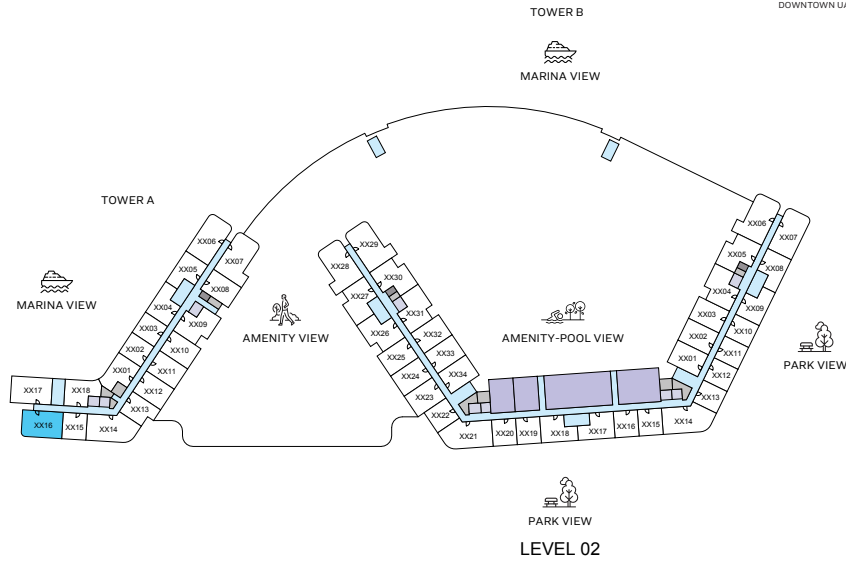 DOWNTOWN UA
TOWER B
MARINA VIEW
TOWER A
MARINA VIEW
AMENITY VIEW
AMENITY-POOL VIEW
PARK VIEW
XX06
XX07
XX05
XX08
XX04
XX09
XX03
XX10
XX02
XX11
XX01
XX12
XX17
XX18
XX13
XX16
XX15
XX14
XX29
XX28
XX30
XX27
XX31
XX26
XX32
XX25
XX33
XX24
XX34
XX23
XX22
XX21
XX20
XX19
XX18
XX17
XX16
XX15
XX14
XX06
XX07
XX05
XX08
XX04
XX09
XX03
XX10
XX02
XX11
XX01
XX12
XX13
PARK VIEW
LEVEL 02